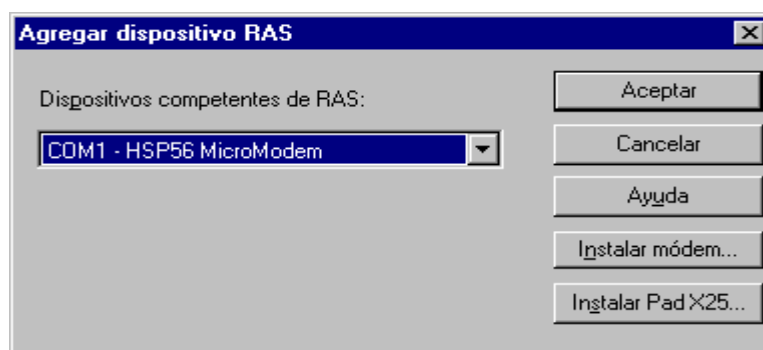 Agregar dispositivo RAS
Dispositivos competentes de RAS:
COM1 - HSP56 MicroModem
Aceptar
Cancelar
Ayuda
Instalar módem...
Instalar Pad X25...